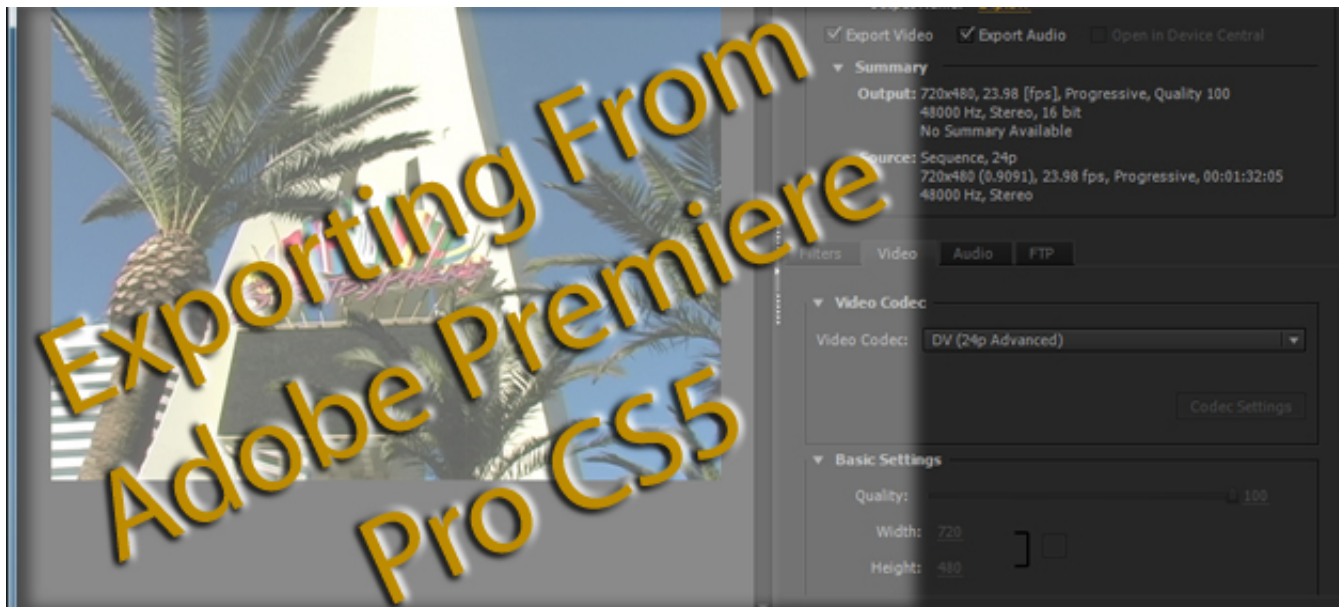 Exporting From
Adobe Premiere
Pro CS5
Export Video
Export Audio
Open in Device Central
Summary
Output: 720x480, 23.98 [fps], Progressive, Quality 100
48000 Hz, Stereo, 16 bit
No Summary Available
Source: Sequence, 24p
720x480 (0.9091), 23.98 fps, Progressive, 00:01:32:05
48000 Hz, Stereo
Filters Video Audio FTP
Video Codec
Video Codec: DV (24p Advanced)
Codec Settings
Basic Settings
Quality: 100
Width: 720
Height: 480